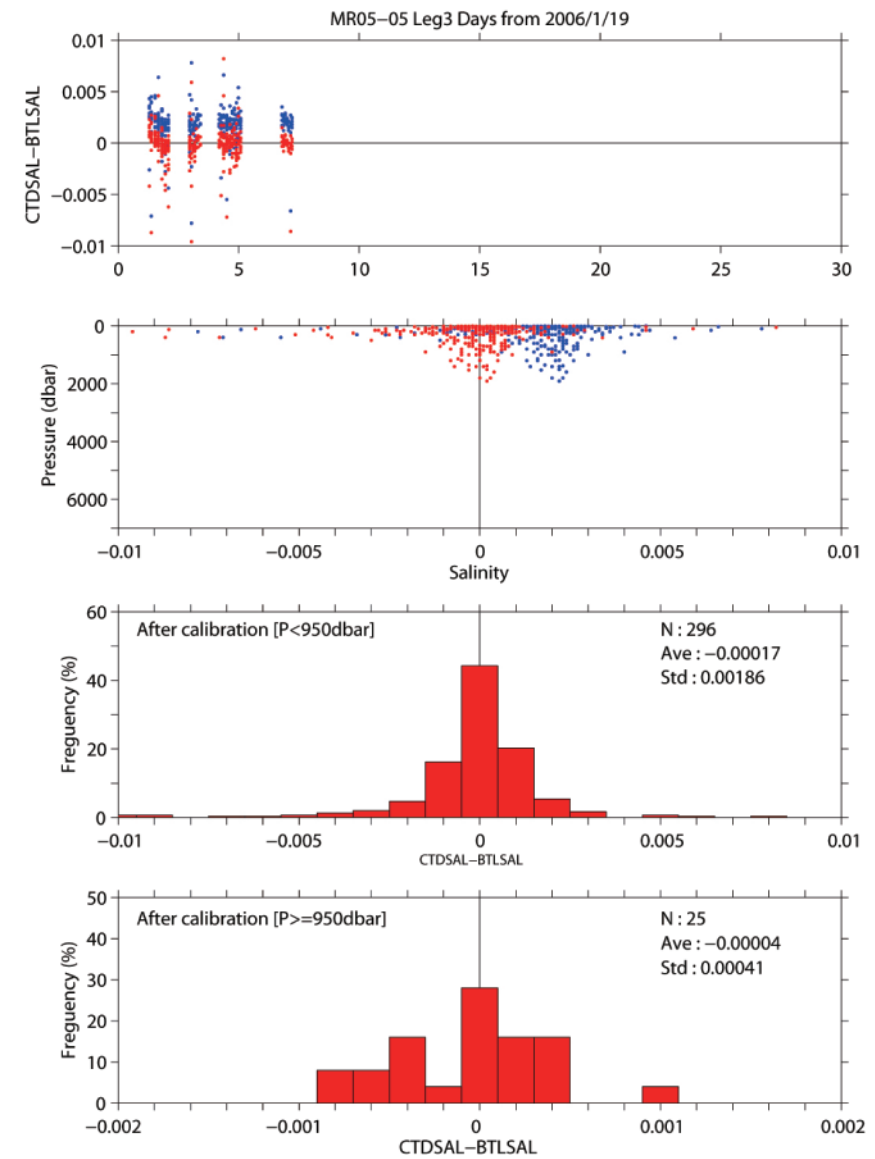 MR05−05 Leg3 Days from 2006/1/19
CTDSAL−BTLSAL
0.01
0.005
0
−0.005
−0.01
0 5 10 15 20 25 30
Pressure (dbar)
0
2000
4000
6000
−0.01 −0.005 0 0.005 0.01
Salinity
Freguency (%)
60
40
20
0
After calibration [P<950dbar]
N : 296
Ave : −0.00017
Std : 0.00186
−0.01 −0.005 0 0.005 0.01
CTDSAL−BTLSAL
Freguency (%)
50
40
30
20
10
0
After calibration [P>=950dbar]
N : 25
Ave : −0.00004
Std : 0.00041
−0.002 −0.001 0 0.001 0.002
CTDSAL−BTLSAL